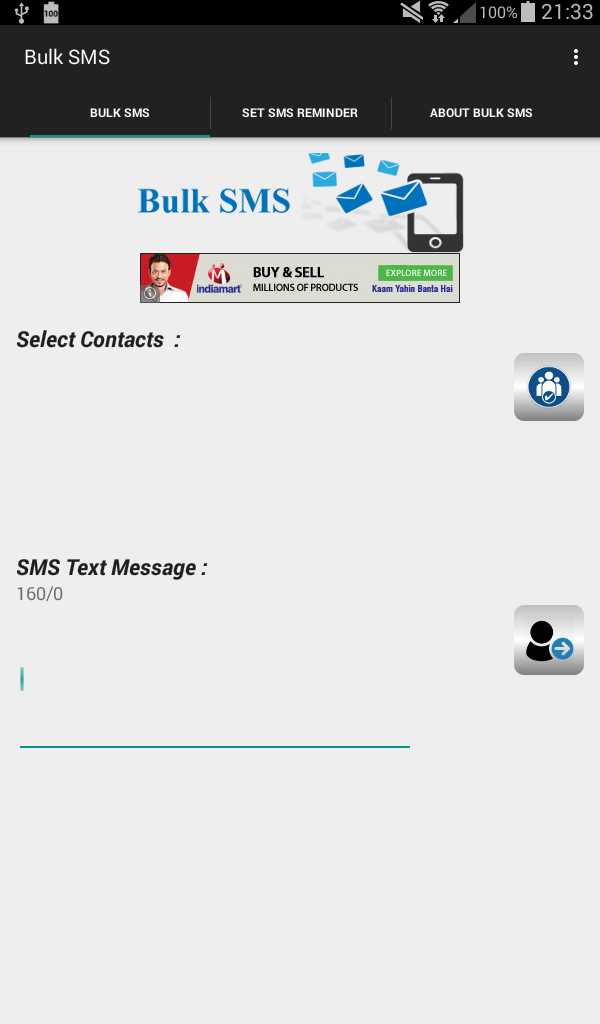 100
100%
21:33
Bulk SMS
BULK SMS
SET SMS REMINDER
ABOUT BULK SMS
Bulk SMS
indiamart
BUY & SELL
MILLIONS OF PRODUCTS
EXPLORE MORE
Kaam Yahin Banta Hai
Select Contacts :
SMS Text Message :
160/0